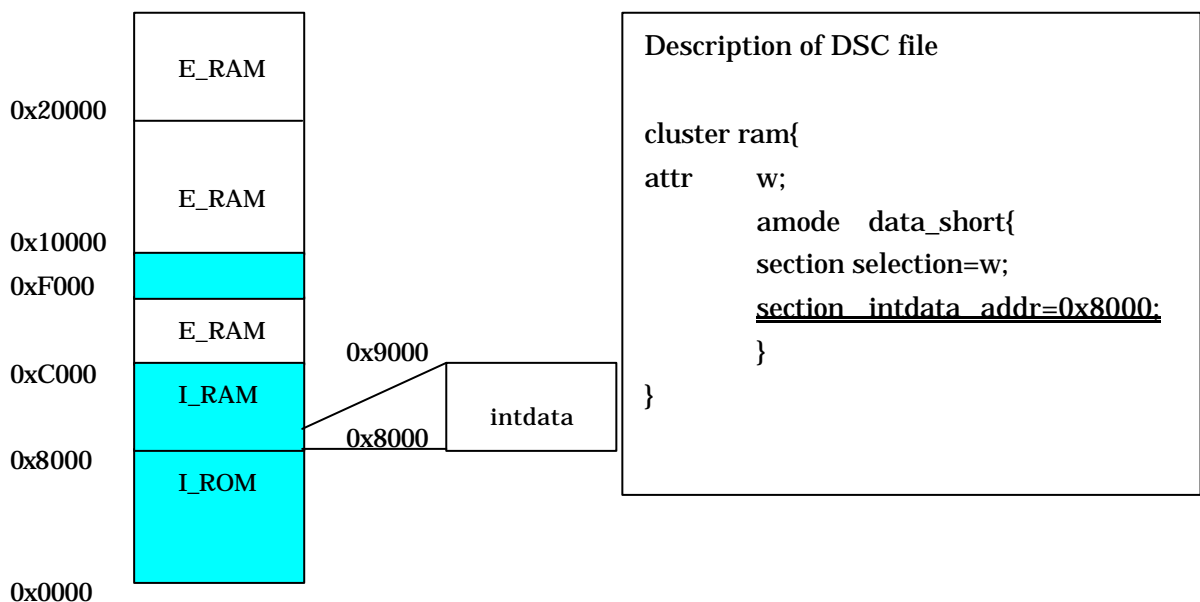 E_RAM
0x20000
E_RAM
0x10000
0xF000
E_RAM
0xC000
I_RAM
0x8000
I_ROM
0x0000
0x9000
0x8000
intdata
Description of DSC file
cluster ram{
attr w;
amode data_short{
section selection=w;
section intdata addr=0x8000;
}
}